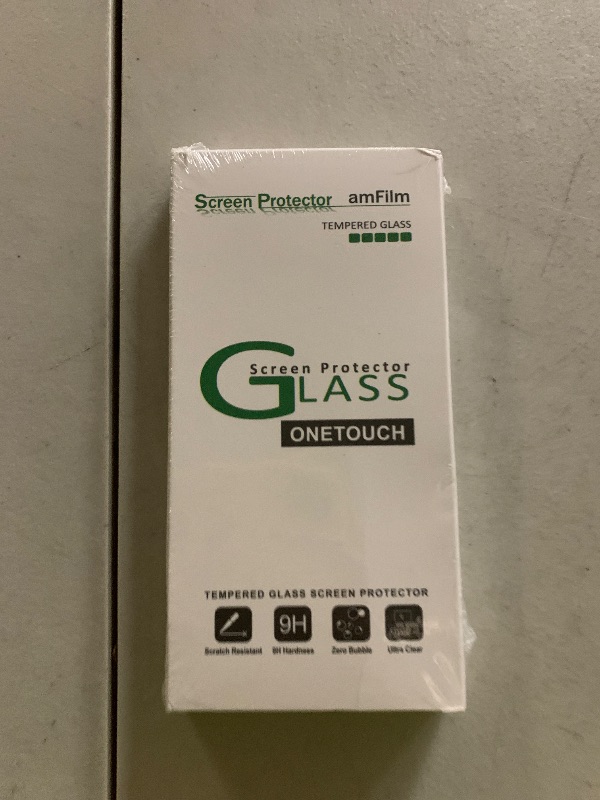 Screen Protector amFilm
TEMPERED GLASS
Screen Protector
GLASS
ONETOUCH
TEMPERED GLASS SCREEN PROTECTOR
9H
Scratch Resistant 9H Hardness Zero Bubble Ultra Clear